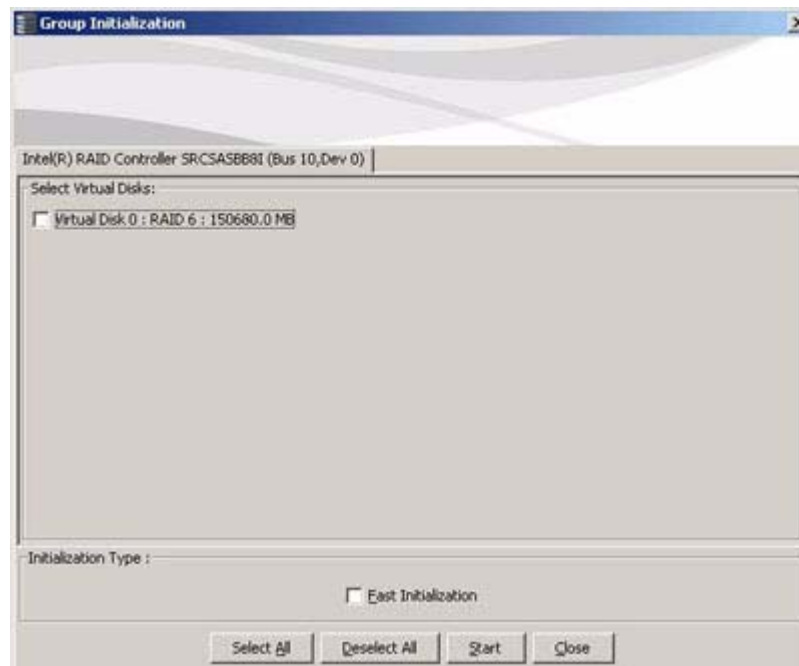 Group Initialization
Intel(R) RAID Controller SRCSASBB8I (Bus 10,Dev 0)
Select Virtual Disks:
Virtual Disk 0 : RAID 6 : 150680.0 MB
Initialization Type :
Fast Initialization
Select All Deselect All Start Close